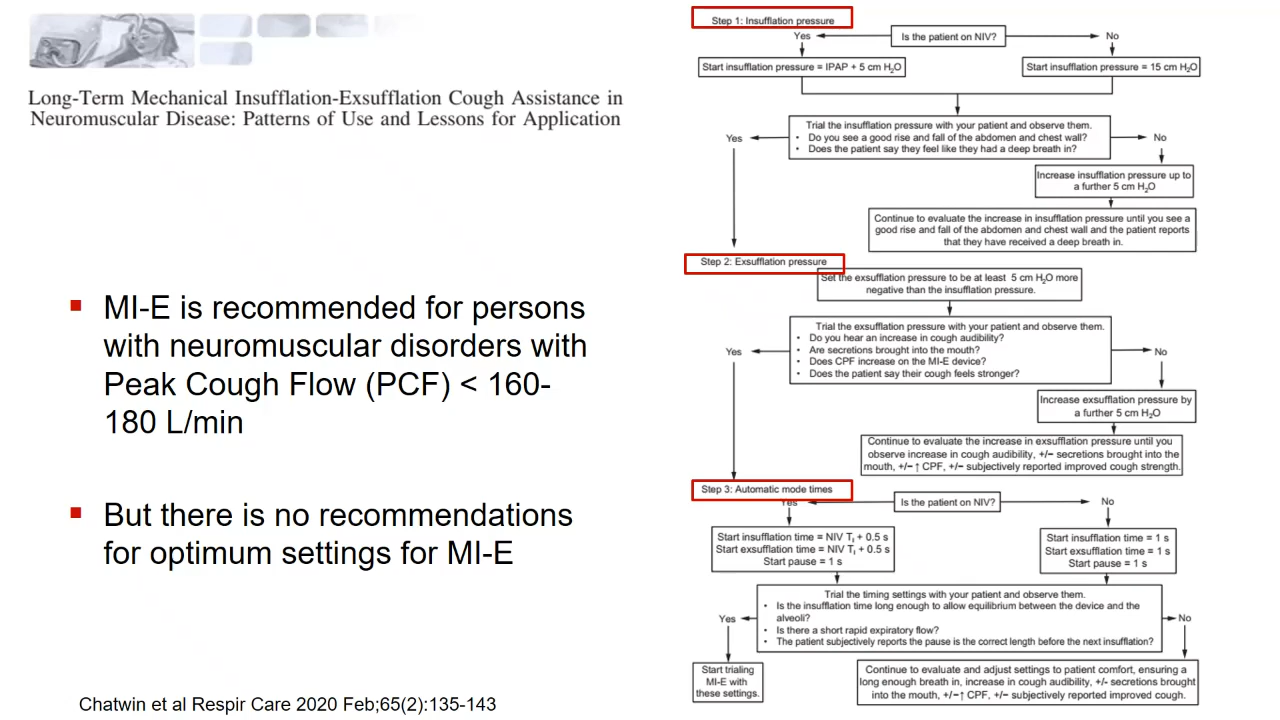 Long-Term Mechanical Insufflation-Exsufflation Cough Assistance in
Neuromuscular Disease: Patterns of Use and Lessons for Application
▪ MI-E is recommended for persons
with neuromuscular disorders with
Peak Cough Flow (PCF) < 160-
180 L/min
▪ But there is no recommendations
for optimum settings for MI-E
Chatwin et al Respir Care 2020 Feb;65(2):135-143
Step 1: Insufflation pressure
Is the patient on NIV?
Yes
No
Start insufflation pressure = IPAP + 5 cm H₂O
Start insufflation pressure = 15 cm H₂O
Trial the insufflation pressure with your patient and observe them.
• Do you see a good rise and fall of the abdomen and chest wall?
• Does the patient say they feel like they had a deep breath in?
Yes
No
Increase insufflation pressure up to
a further 5 cm H₂O
Continue to evaluate the increase in insufflation pressure until you see a
good rise and fall of the abdomen and chest wall and the patient reports
that they have received a deep breath in.
Step 2: Exsufflation pressure
Set the exsufflation pressure to be at least 5 cm H₂O more
negative than the insufflation pressure.
Trial the exsufflation pressure with your patient and observe them.
• Do you hear an increase in cough audibility?
• Are secretions brought into the mouth?
• Does CPF increase on the MI-E device?
• Does the patient say their cough feels stronger?
Yes
No
Increase exsufflation pressure by
a further 5 cm H₂O
Continue to evaluate the increase in exsufflation pressure until you
observe increase in cough audibility, +/− secretions brought into the
mouth, +/− ↑ CPF, +/− subjectively reported improved cough strength.
Step 3: Automatic mode times
Is the patient on NIV?
Yes
No
Start insufflation time = NIV Tᵢ + 0.5 s
Start exsufflation time = NIV Tᵢ + 0.5 s
Start pause = 1 s
Start insufflation time = 1 s
Start exsufflation time = 1 s
Start pause = 1 s
Trial the timing settings with your patient and observe them.
• Is the insufflation time long enough to allow equilibrium between the device and the
alveoli?
• Is there a short rapid expiratory flow?
• The patient subjectively reports the pause is the correct length before the next insufflation?
Yes
No
Start trialing
MI-E with
these settings.
Continue to evaluate and adjust settings to patient comfort, ensuring a
long enough breath in, increase in cough audibility, +/- secretions brought
into the mouth, +/−↑ CPF, +/− subjectively reported improved cough.